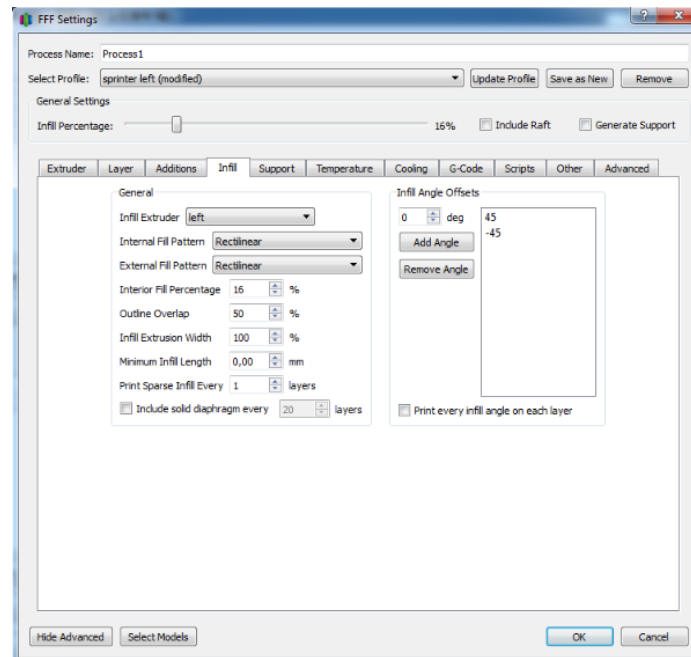 FFF Settings
Process Name: Process1
Select Profile: sprinter left (modified) Update Profile Save as New Remove
General Settings
Infill Percentage: 16% Include Raft Generate Support
Extruder Layer Additions Infill Support Temperature Cooling G-Code Scripts Other Advanced
General
Infill Extruder left
Internal Fill Pattern Rectilinear
External Fill Pattern Rectilinear
Interior Fill Percentage 16 %
Outline Overlap 50 %
Infill Extrusion Width 100 %
Minimum Infill Length 0,00 mm
Print Sparse Infill Every 1 layers
Include solid diaphragm every 20 layers
Infill Angle Offsets
0 deg
Add Angle
Remove Angle
45
-45
Print every infill angle on each layer
Hide Advanced Select Models OK Cancel